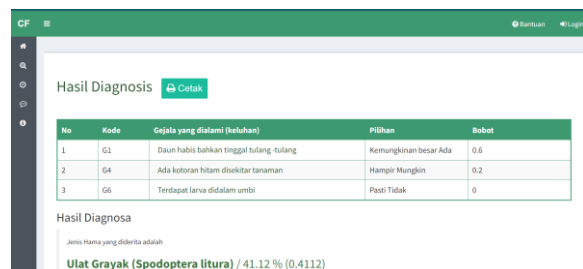 CF Bantuan Login
Hasil Diagnosis Cetak
No Kode Gejala yang dialami (keluhan) Pilihan Bobot
1 G1 Daun habis bahkan tinggal tulang -tulang Kemungkinan besar Ada 0.6
2 G4 Ada kotoran hitam disekitar tanaman Hampir Mungkin 0.2
3 G6 Terdapat larva didalam umbi Pasti Tidak 0
Hasil Diagnosa
Jenis Hama yang diderita adalah
Ulat Grayak (Spodoptera litura) / 41.12 % (0.4112)